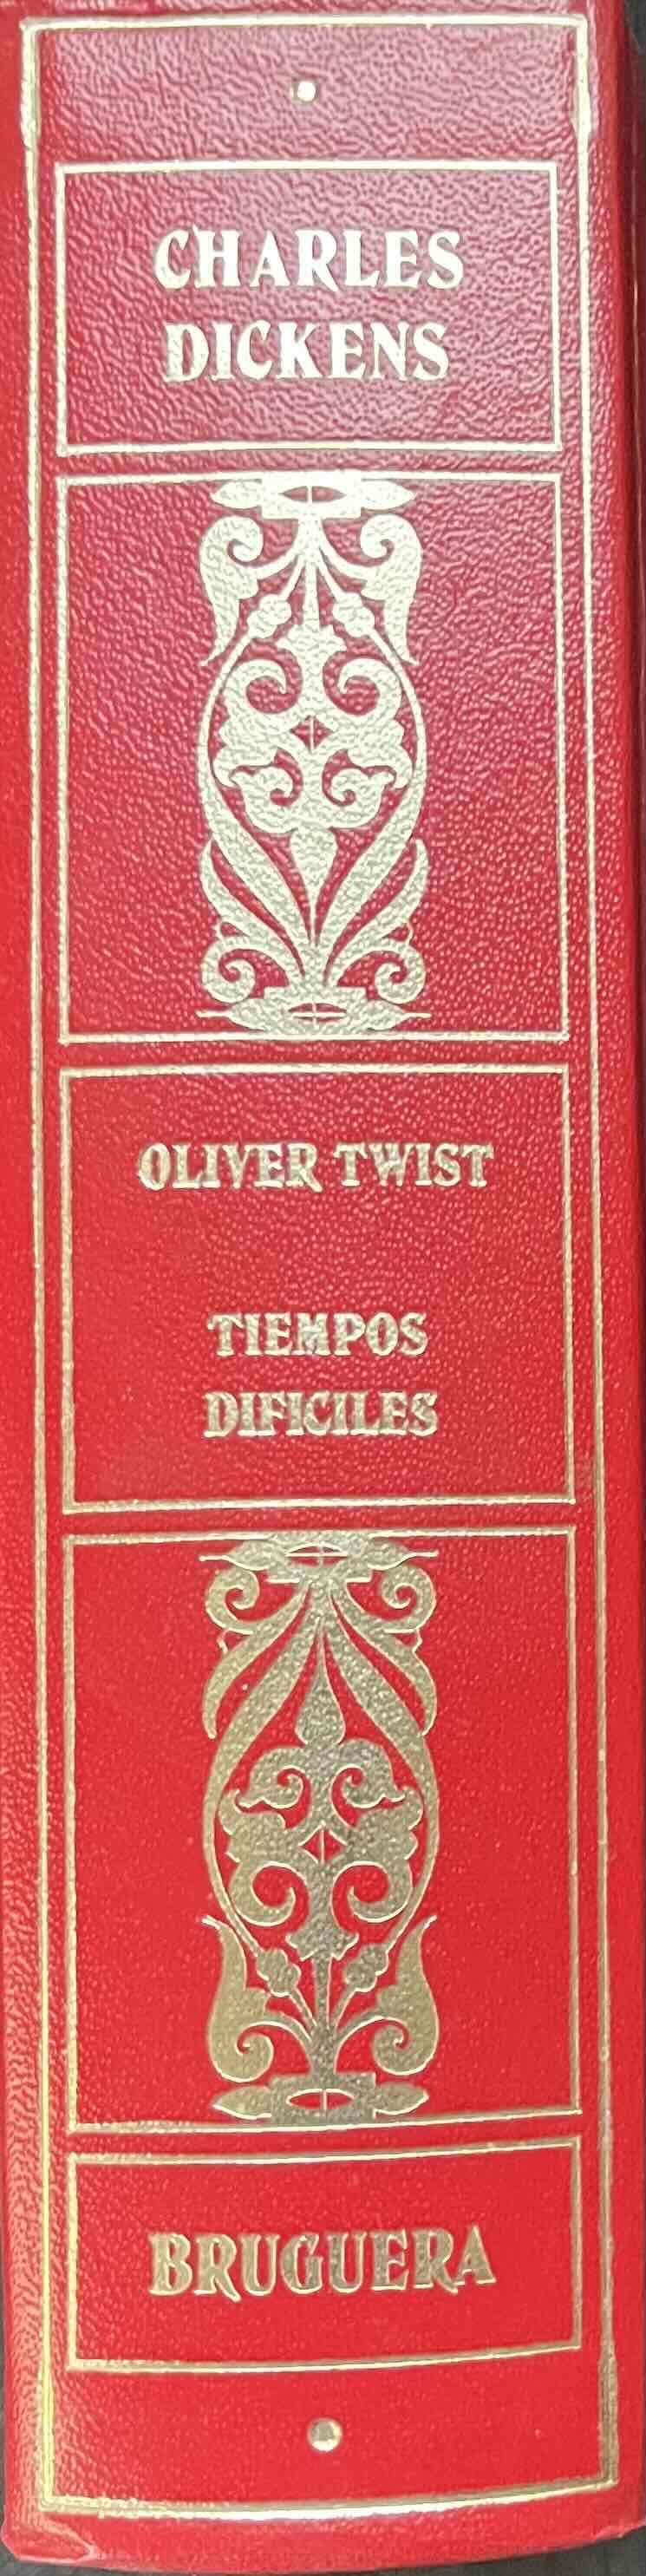 CHARLES
DICKENS
OLIVER TWIST
TIEMPOS
DIFICILES
BRUGUERA